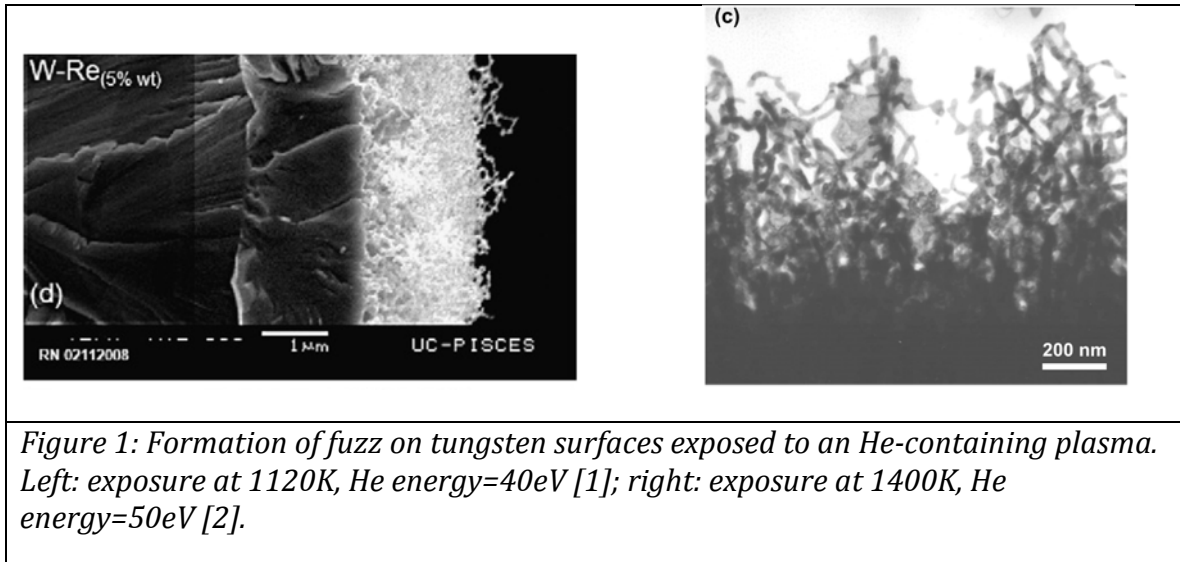 W-Re(5% wt)
(d)
1μm
UC-PISCES
RN 02112008
(c)
200 nm
Figure 1: Formation of fuzz on tungsten surfaces exposed to an He-containing plasma.
Left: exposure at 1120K, He energy=40eV [1]; right: exposure at 1400K, He
energy=50eV [2].